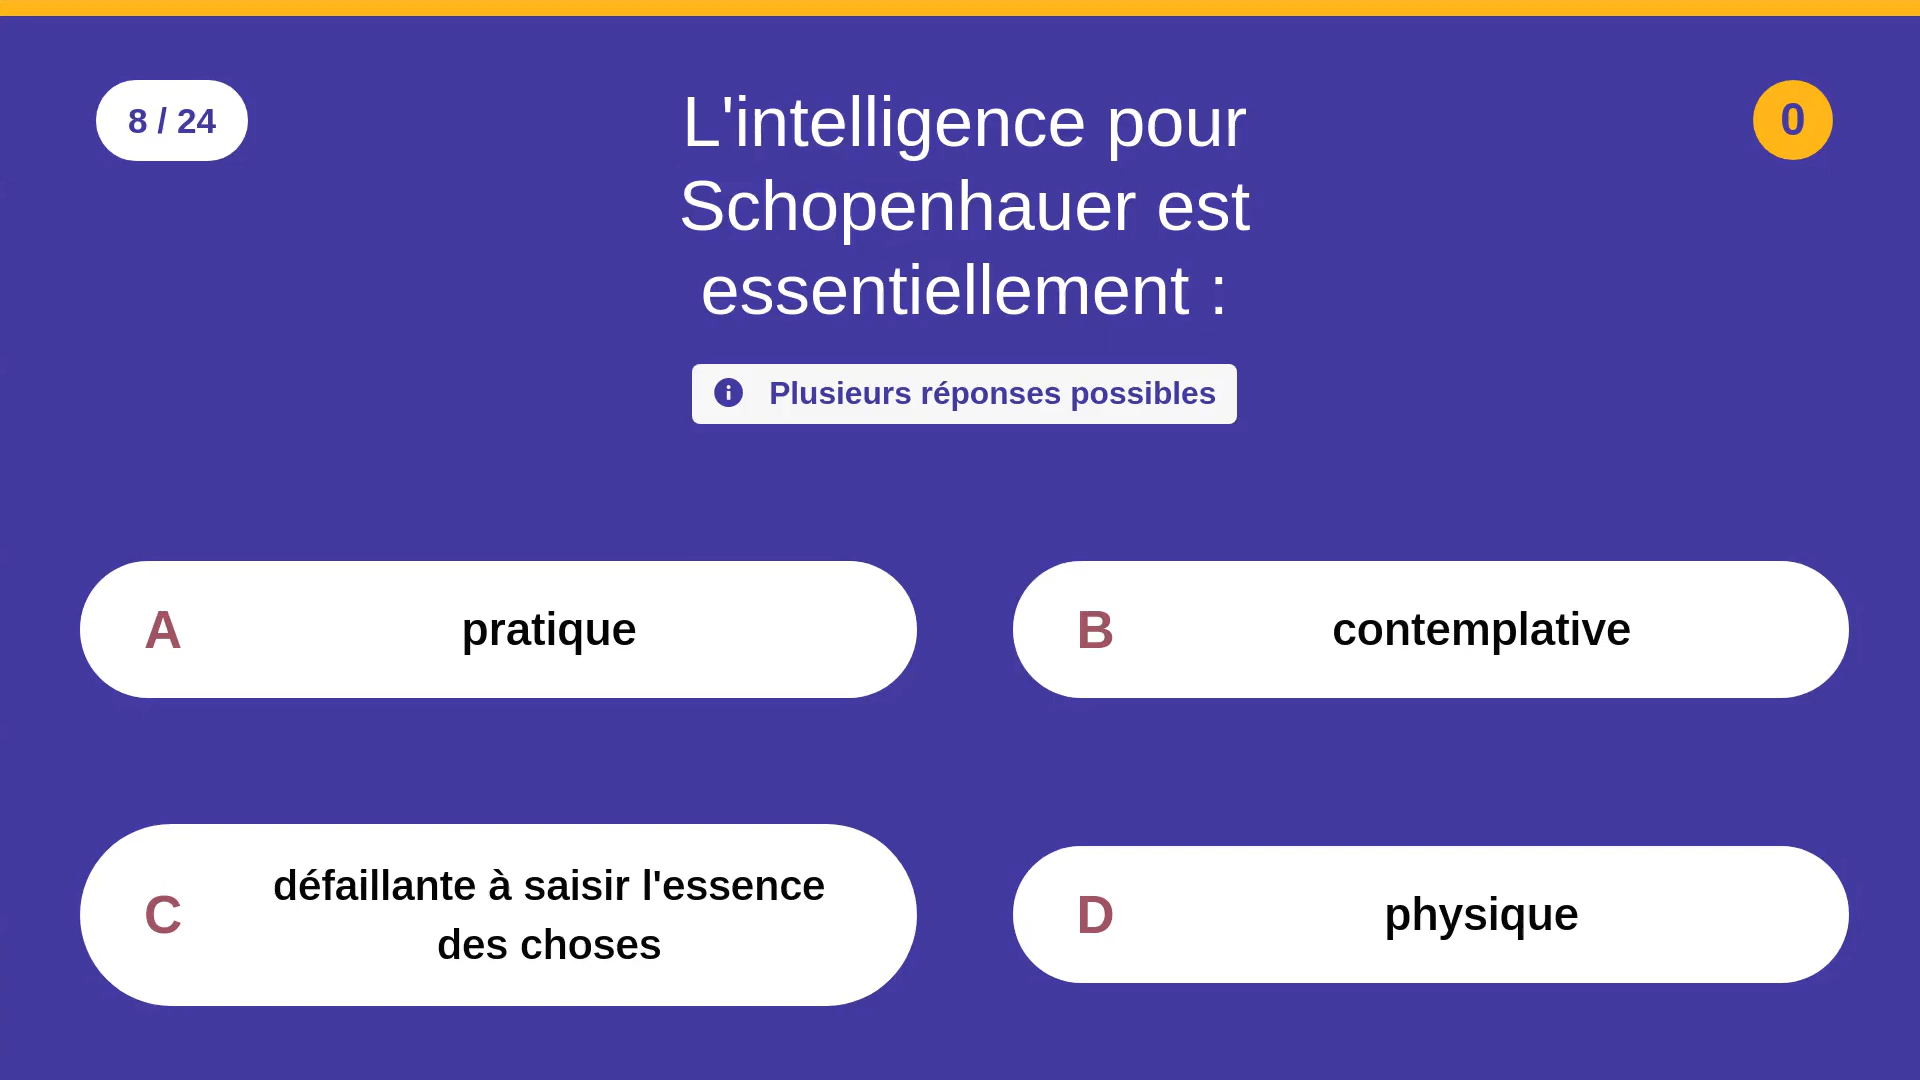 8 / 24
L'intelligence pour
Schopenhauer est
essentiellement :
0
Plusieurs réponses possibles
A pratique
B contemplative
C défaillante à saisir l'essence
des choses
D physique